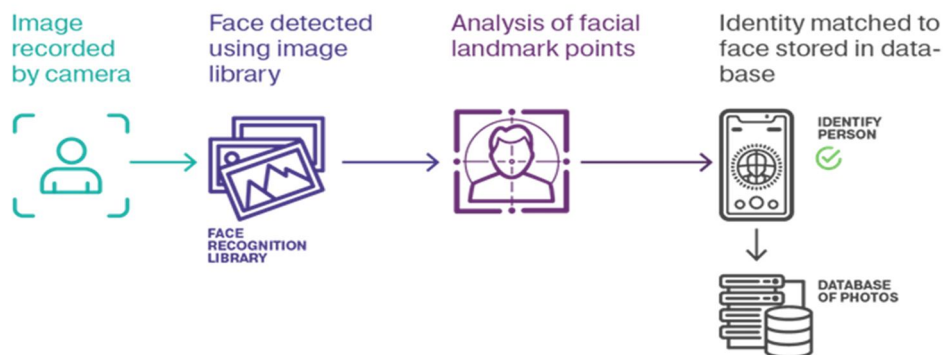 Image
recorded
by camera
Face detected
using image
library
Analysis of facial
landmark points
Identity matched to
face stored in data-
base
FACE
RECOGNITION
LIBRARY
IDENTIFY
PERSON
DATABASE
OF PHOTOS